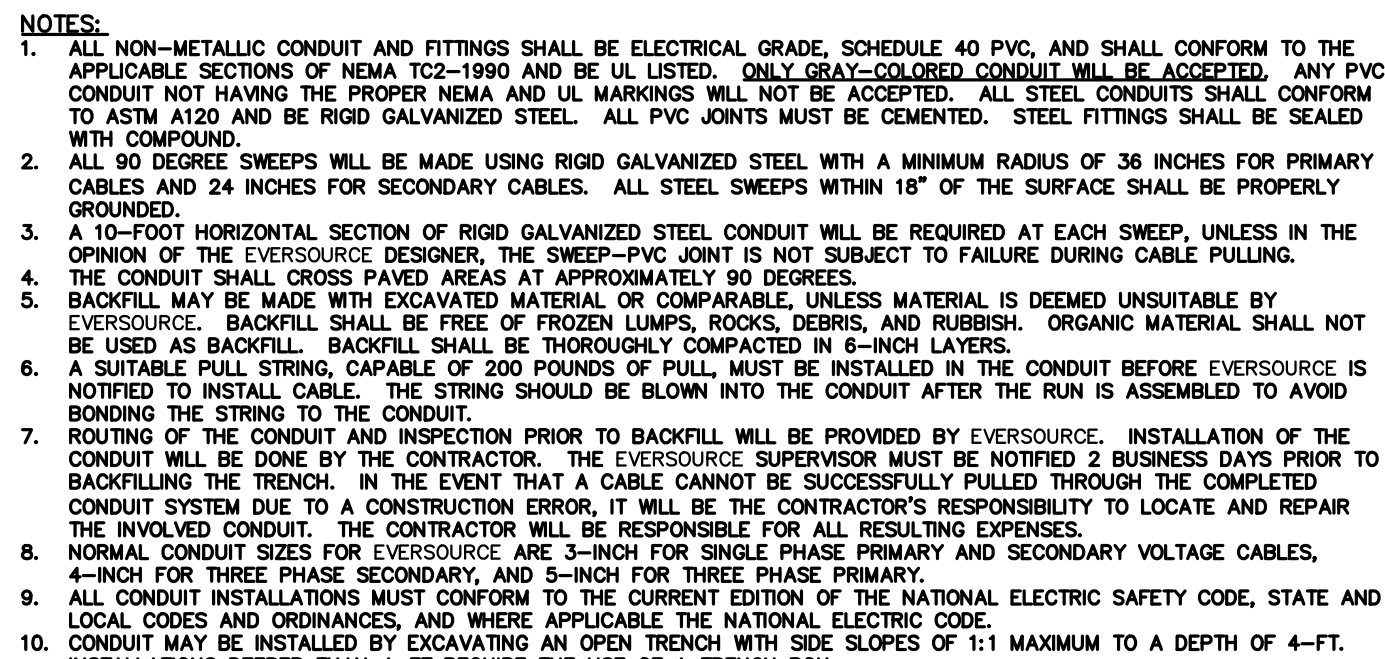 NOTES:
1. ALL NON-METALLIC CONDUIT AND FITTINGS SHALL BE ELECTRICAL GRADE, SCHEDULE 40 PVC, AND SHALL CONFORM TO THE
APPLICABLE SECTIONS OF NEMA TC2-1990 AND BE UL LISTED. ONLY GRAY-COLORED CONDUIT WILL BE ACCEPTED. ANY PVC
CONDUIT NOT HAVING THE PROPER NEMA AND UL MARKINGS WILL NOT BE ACCEPTED. ALL STEEL CONDUITS SHALL CONFORM
TO ASTM A120 AND BE RIGID GALVANIZED STEEL. ALL PVC JOINTS MUST BE CEMENTED. STEEL FITTINGS SHALL BE SEALED
WITH COMPOUND.
2. ALL 90 DEGREE SWEEPS WILL BE MADE USING RIGID GALVANIZED STEEL WITH A MINIMUM RADIUS OF 36 INCHES FOR PRIMARY
CABLES AND 24 INCHES FOR SECONDARY CABLES. ALL STEEL SWEEPS WITHIN 18" OF THE SURFACE SHALL BE PROPERLY
GROUNDED.
3. A 10-FOOT HORIZONTAL SECTION OF RIGID GALVANIZED STEEL CONDUIT WILL BE REQUIRED AT EACH SWEEP, UNLESS IN THE
OPINION OF THE EVERSOURCE DESIGNER, THE SWEEP-PVC JOINT IS NOT SUBJECT TO FAILURE DURING CABLE PULLING.
4. THE CONDUIT SHALL CROSS PAVED AREAS AT APPROXIMATELY 90 DEGREES.
5. BACKFILL MAY BE MADE WITH EXCAVATED MATERIAL OR COMPARABLE, UNLESS MATERIAL IS DEEMED UNSUITABLE BY
EVERSOURCE. BACKFILL SHALL BE FREE OF FROZEN LUMPS, ROCKS, DEBRIS, AND RUBBISH. ORGANIC MATERIAL SHALL NOT
BE USED AS BACKFILL. BACKFILL SHALL BE THOROUGHLY COMPACTED IN 6-INCH LAYERS.
6. A SUITABLE PULL STRING, CAPABLE OF 200 POUNDS OF PULL, MUST BE INSTALLED IN THE CONDUIT BEFORE EVERSOURCE IS
NOTIFIED TO INSTALL CABLE. THE STRING SHOULD BE BLOWN INTO THE CONDUIT AFTER THE RUN IS ASSEMBLED TO AVOID
BONDING THE STRING TO THE CONDUIT.
7. ROUTING OF THE CONDUIT AND INSPECTION PRIOR TO BACKFILL WILL BE PROVIDED BY EVERSOURCE. INSTALLATION OF THE
CONDUIT WILL BE DONE BY THE CONTRACTOR. THE EVERSOURCE SUPERVISOR MUST BE NOTIFIED 2 BUSINESS DAYS PRIOR TO
BACKFILLING THE TRENCH. IN THE EVENT THAT A CABLE CANNOT BE SUCCESSFULLY PULLED THROUGH THE COMPLETED
CONDUIT SYSTEM DUE TO A CONSTRUCTION ERROR, IT WILL BE THE CONTRACTOR'S RESPONSIBILITY TO LOCATE AND REPAIR
THE INVOLVED CONDUIT. THE CONTRACTOR WILL BE RESPONSIBLE FOR ALL RESULTING EXPENSES.
8. NORMAL CONDUIT SIZES FOR EVERSOURCE ARE 3-INCH FOR SINGLE PHASE PRIMARY AND SECONDARY VOLTAGE CABLES,
4-INCH FOR THREE PHASE SECONDARY, AND 5-INCH FOR THREE PHASE PRIMARY.
9. ALL CONDUIT INSTALLATIONS MUST CONFORM TO THE CURRENT EDITION OF THE NATIONAL ELECTRIC SAFETY CODE, STATE AND
LOCAL CODES AND ORDINANCES, AND WHERE APPLICABLE THE NATIONAL ELECTRIC CODE.
10. CONDUIT MAY BE INSTALLED BY EXCAVATING AN OPEN TRENCH WITH SIDE SLOPES OF 1:1 MAXIMUM TO A DEPTH OF 4-FT.